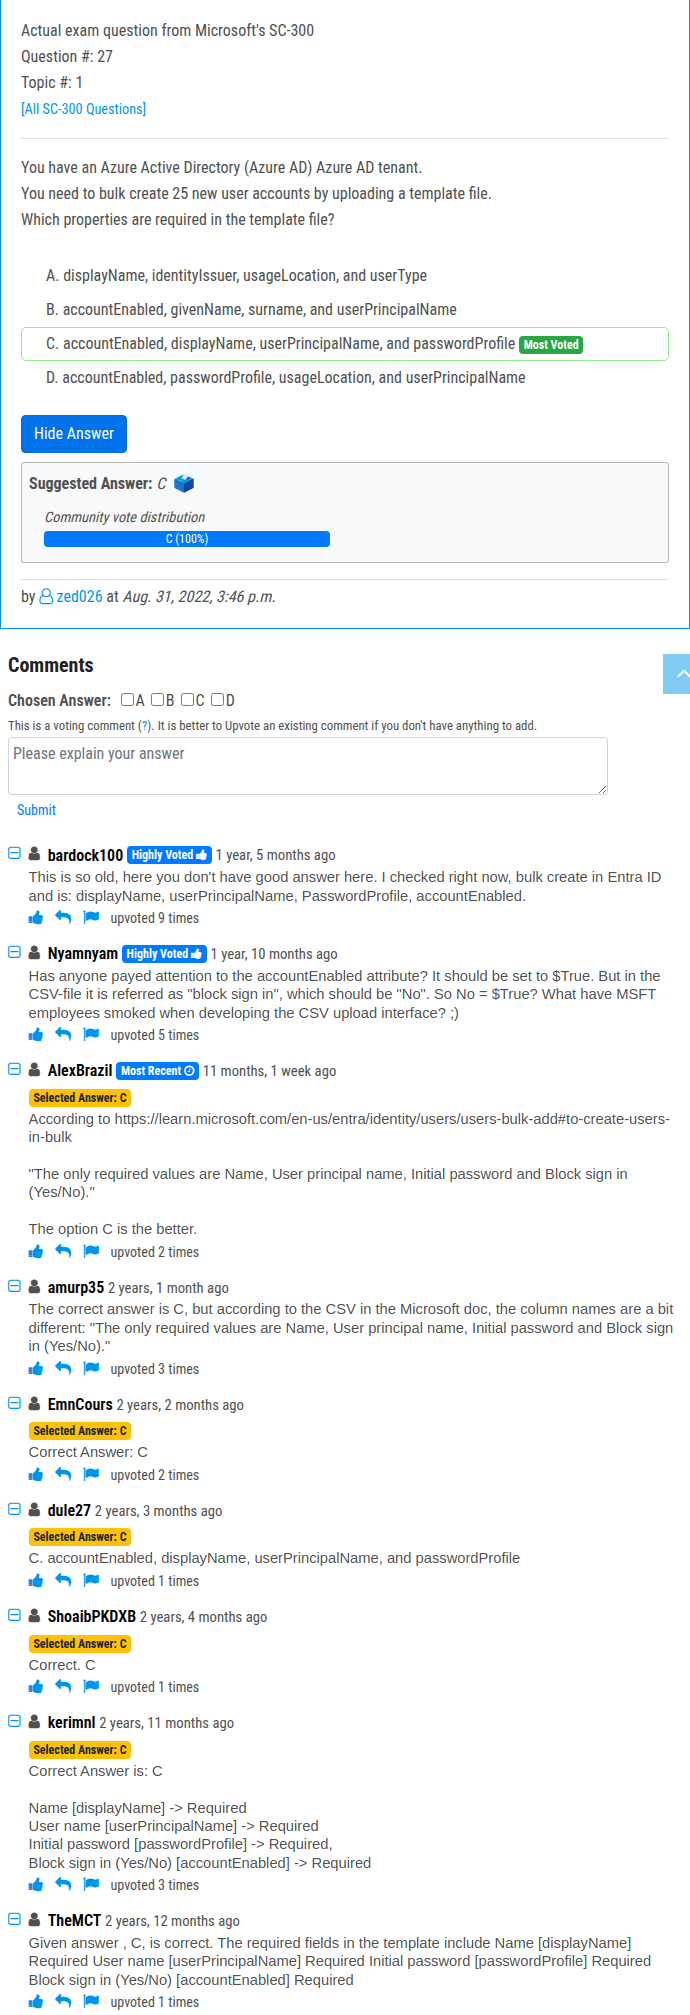 Actual exam question from Microsoft's SC-300
Question #: 27
Topic #: 1
[All SC-300 Questions]
You have an Azure Active Directory (Azure AD) Azure AD tenant.
You need to bulk create 25 new user accounts by uploading a template file.
Which properties are required in the template file?
A. displayName, identityIssuer, usageLocation, and userType
B. accountEnabled, givenName, surname, and userPrincipalName
C. accountEnabled, displayName, userPrincipalName, and passwordProfile Most Voted
D. accountEnabled, passwordProfile, usageLocation, and userPrincipalName
Hide Answer
Suggested Answer: C
Community vote distribution
C (100%)
by zed026 at Aug. 31, 2022, 3:46 p.m.
Comments
Chosen Answer: A B C D
This is a voting comment (?). It is better to Upvote an existing comment if you don't have anything to add.
Please explain your answer
Submit
bardock100 Highly Voted 1 year, 5 months ago
This is so old, here you don't have good answer here. I checked right now, bulk create in Entra ID
and is: displayName, userPrincipalName, PasswordProfile, accountEnabled.
upvoted 9 times
Nyamnyam Highly Voted 1 year, 10 months ago
Has anyone payed attention to the accountEnabled attribute? It should be set to $True. But in the
CSV-file it is referred as "block sign in", which should be "No". So No = $True? What have MSFT
employees smoked when developing the CSV upload interface? ;)
upvoted 5 times
AlexBrazil Most Recent 11 months, 1 week ago
Selected Answer: C
According to https://learn.microsoft.com/en-us/entra/identity/users/users-bulk-add#to-create-users-
in-bulk
"The only required values are Name, User principal name, Initial password and Block sign in
(Yes/No)."
The option C is the better.
upvoted 2 times
amurp35 2 years, 1 month ago
The correct answer is C, but according to the CSV in the Microsoft doc, the column names are a bit
different: "The only required values are Name, User principal name, Initial password and Block sign
in (Yes/No)."
upvoted 3 times
EmnCours 2 years, 2 months ago
Selected Answer: C
Correct Answer: C
upvoted 2 times
dule27 2 years, 3 months ago
Selected Answer: C
C. accountEnabled, displayName, userPrincipalName, and passwordProfile
upvoted 1 times
ShoaibPKDXB 2 years, 4 months ago
Selected Answer: C
Correct. C
upvoted 1 times
kerimnl 2 years, 11 months ago
Selected Answer: C
Correct Answer is: C
Name [displayName] -> Required
User name [userPrincipalName] -> Required
Initial password [passwordProfile] -> Required,
Block sign in (Yes/No) [accountEnabled] -> Required
upvoted 3 times
TheMCT 2 years, 12 months ago
Given answer , C, is correct. The required fields in the template include Name [displayName]
Required User name [userPrincipalName] Required Initial password [passwordProfile] Required
Block sign in (Yes/No) [accountEnabled] Required
upvoted 1 times